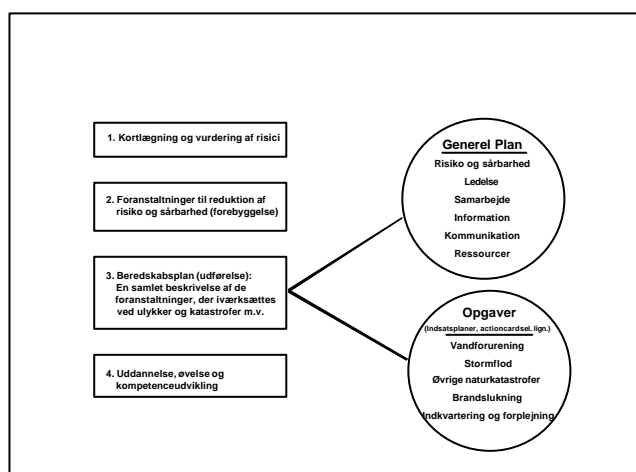 1. Kortlægning og vurdering af risici
2. Foranstaltninger til reduktion af
risiko og sårbarhed (forebyggelse)
3. Beredskabsplan (udførelse):
En samlet beskrivelse af de
foranstaltninger, der iværksættes
ved ulykker og katastrofer m.v.
4. Uddannelse, øvelse og
kompetenceudvikling
Generel Plan
Risiko og sårbarhed
Ledelse
Samarbejde
Information
Kommunikation
Ressourcer
Opgaver
(Indsatsplaner, actioncardsel. lign.)
Vandforurening
Stormflod
Øvrige naturkatastrofer
Brandslukning
Indkvartering og forplejning